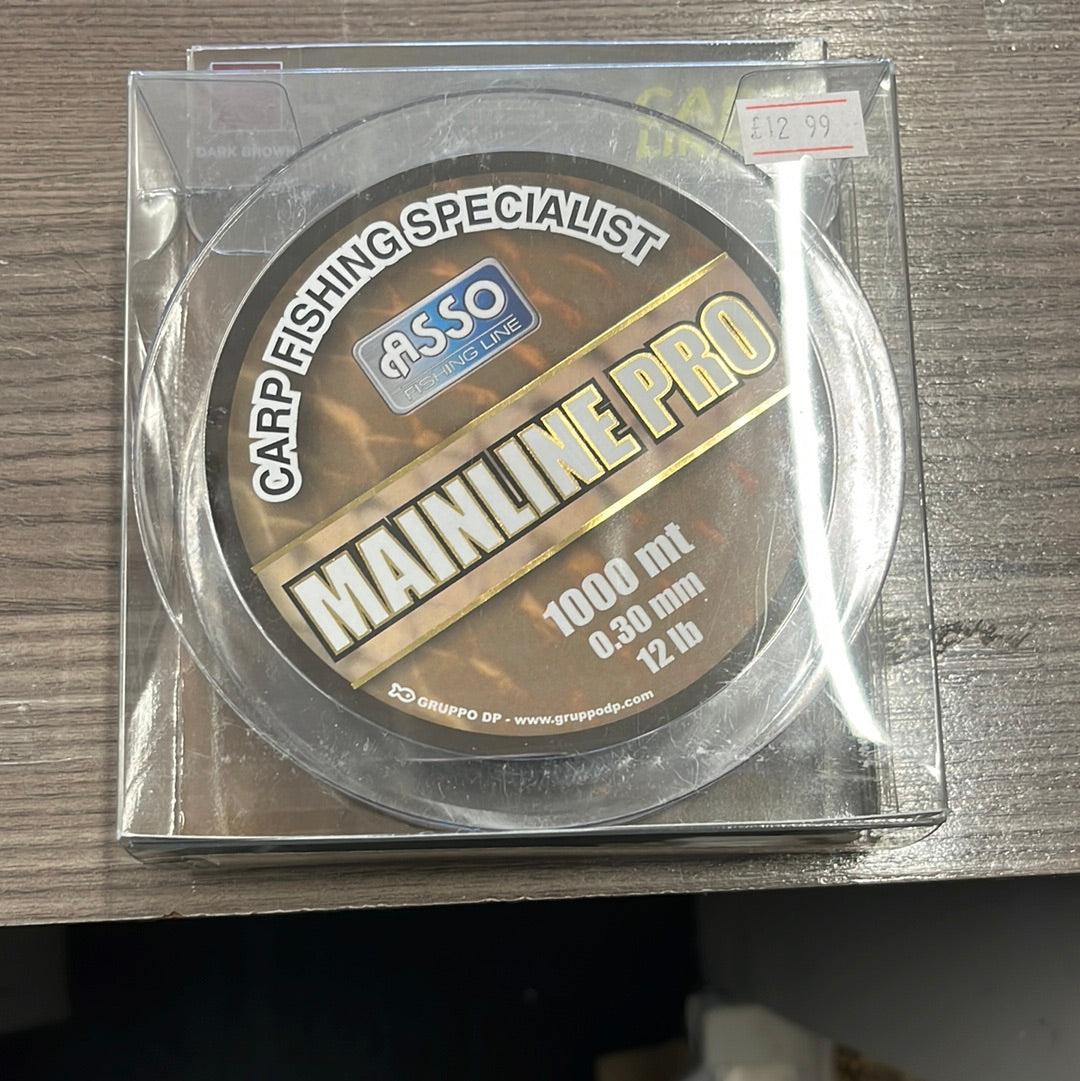 DARK BROWN
£12 99
CARP FISHING SPECIALIST
ASSO
FISHING LINE
MAINLINE PRO
1000 mt
0.30 mm
12 lb
GRUPPO DP - www.gruppodp.com